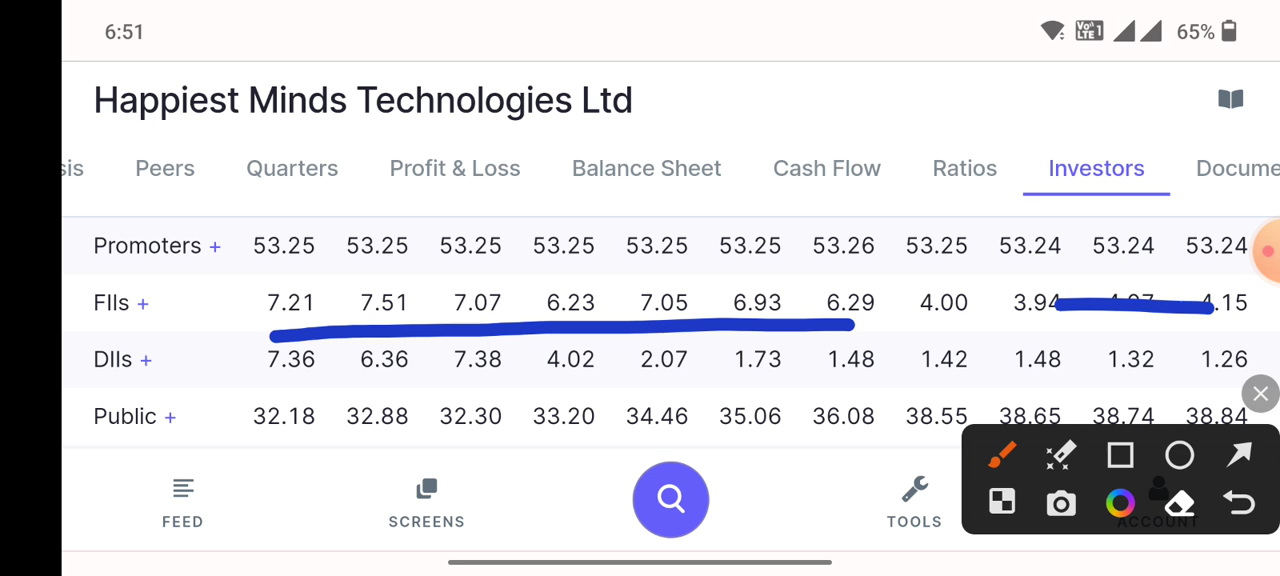 6:51 VoLTE1 65%
Happiest Minds Technologies Ltd
sis Peers Quarters Profit & Loss Balance Sheet Cash Flow Ratios Investors Docume
Promoters + 53.25 53.25 53.25 53.25 53.25 53.25 53.26 53.25 53.24 53.24 53.24
FIIs + 7.21 7.51 7.07 6.23 7.05 6.93 6.29 4.00 3.94 4.15
DIIs + 7.36 6.36 7.38 4.02 2.07 1.73 1.48 1.42 1.48 1.32 1.26
Public + 32.18 32.88 32.30 33.20 34.46 35.06 36.08 38.55 38.65 38.74 38.84
FEED SCREENS TOOLS ACCOUNT